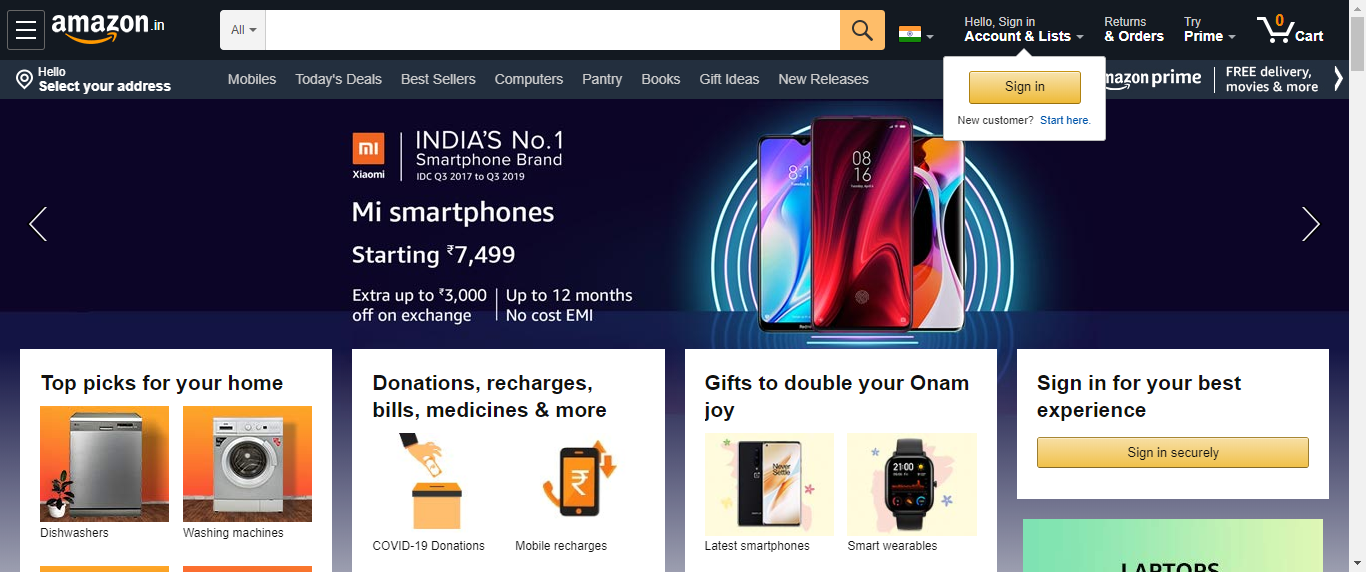 amazon.in
All
Hello, Sign in
Account & Lists
Returns
& Orders
Try
Prime
0
Cart
Hello
Select your address
Mobiles Today's Deals Best Sellers Computers Pantry Books Gift Ideas New Releases
Sign in
New customer? Start here.
prime
FREE delivery,
movies & more
mi
Xiaomi
INDIA'S No.1
Smartphone Brand
IDC Q3 2017 to Q3 2019
Mi smartphones
Starting ₹7,499
Extra up to ₹3,000
off on exchange
Up to 12 months
No cost EMI
08
16
Redmi
Top picks for your home
Dishwashers
Washing machines
Donations, recharges,
bills, medicines & more
₹
COVID-19 Donations
Mobile recharges
Gifts to double your Onam
joy
Never
Settle
21:00
Latest smartphones
Smart wearables
Sign in for your best
experience
Sign in securely
LAPTOPS